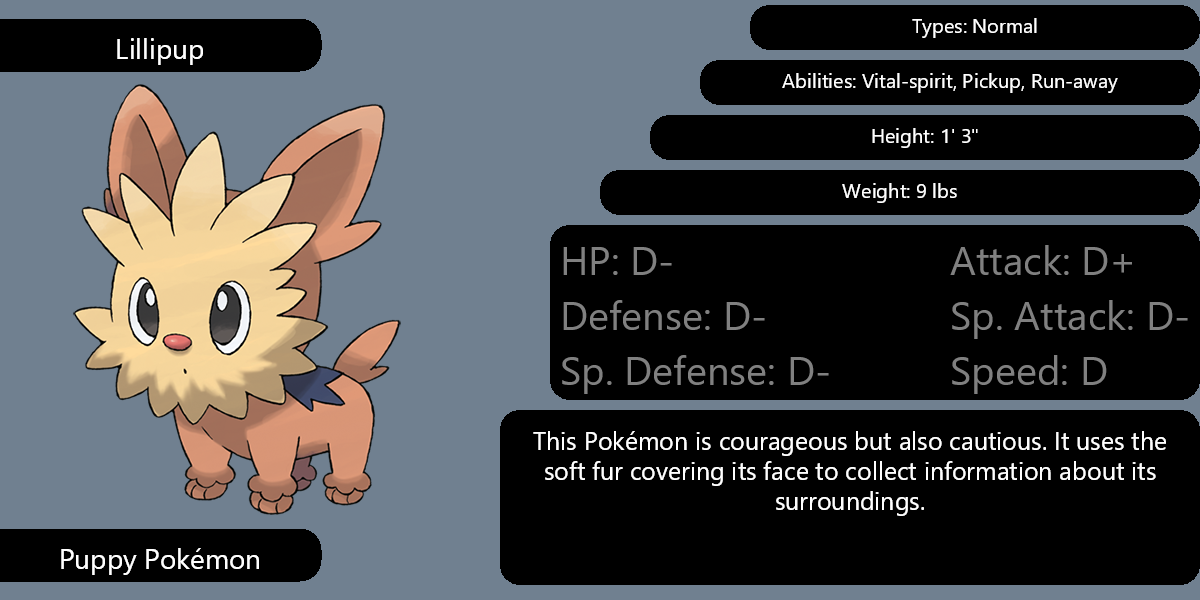 Lillipup
Types: Normal
Abilities: Vital-spirit, Pickup, Run-away
Height: 1' 3"
Weight: 9 lbs
HP: D-
Attack: D+
Defense: D-
Sp. Attack: D-
Sp. Defense: D-
Speed: D
This Pokémon is courageous but also cautious. It uses the
soft fur covering its face to collect information about its
surroundings.
Puppy Pokémon